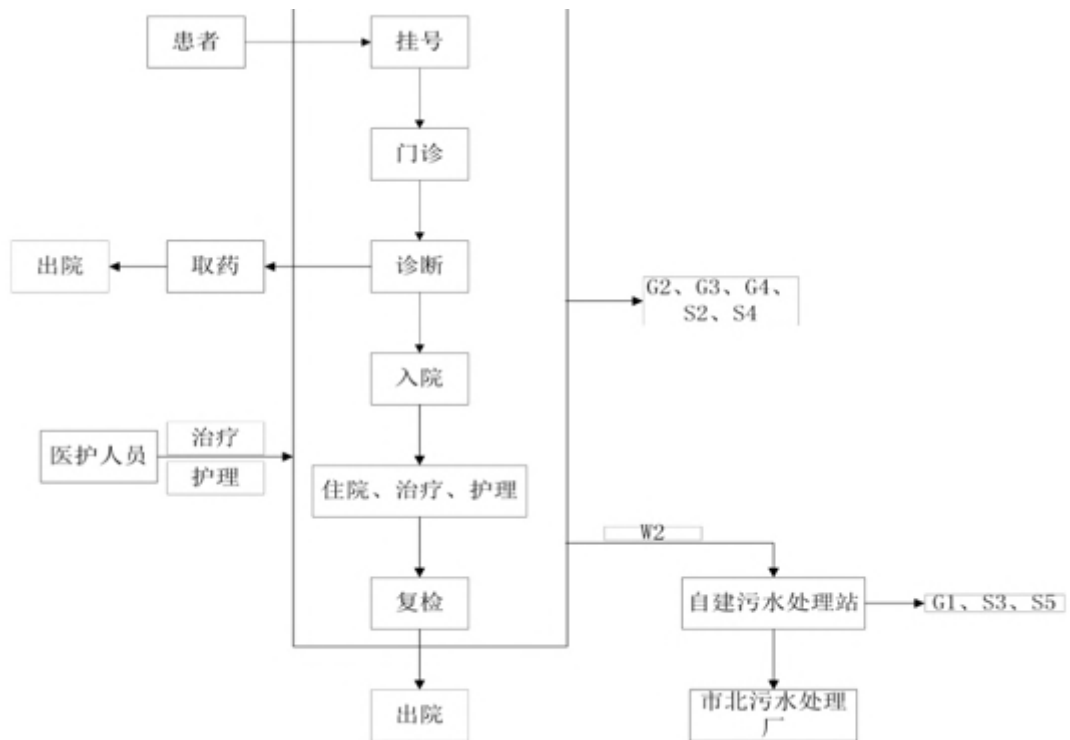 患者
挂号
门诊
出院
取药
诊断
G2、G3、G4、
S2、S4
入院
医护人员
治疗
护理
住院、治疗、护理
W2
复检
自建污水处理站
G1、S3、S5
出院
市北污水处理
厂